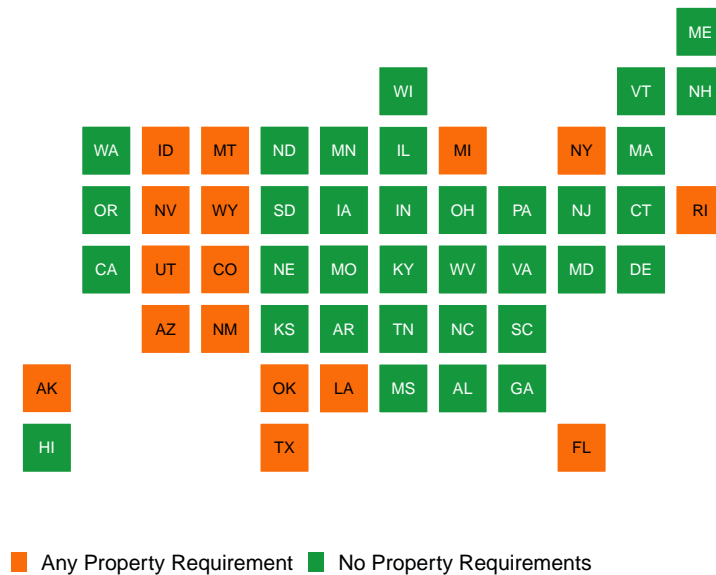 ME
WI VT NH
WA ID MT ND MN IL MI NY MA
OR NV WY SD IA IN OH PA NJ CT RI
CA UT CO NE MO KY WV VA MD DE
AZ NM KS AR TN NC SC
AK OK LA MS AL GA
HI TX FL
Any Property Requirement No Property Requirements